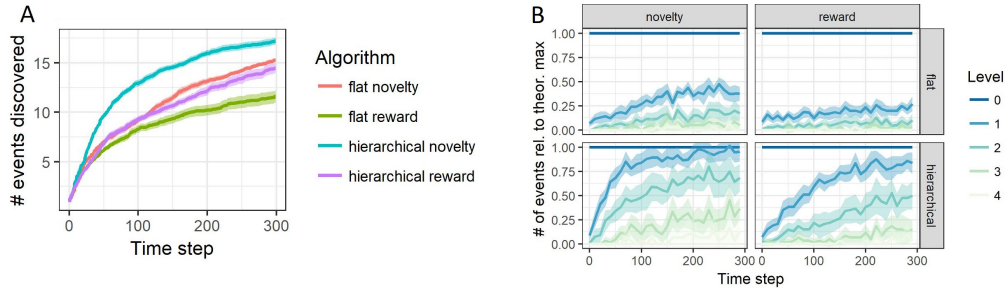 A
# events discovered
15
10
5
0
100
200
300
Time step
Algorithm
flat novelty
flat reward
hierarchical novelty
hierarchical reward
B
novelty
reward
# of events rel. to theor. max
1.00
0.75
0.50
0.25
0.00
flat
1.00
0.75
0.50
0.25
0.00
hierarchical
0
100
200
300
0
100
200
300
Time step
Level
0
1
2
3
4